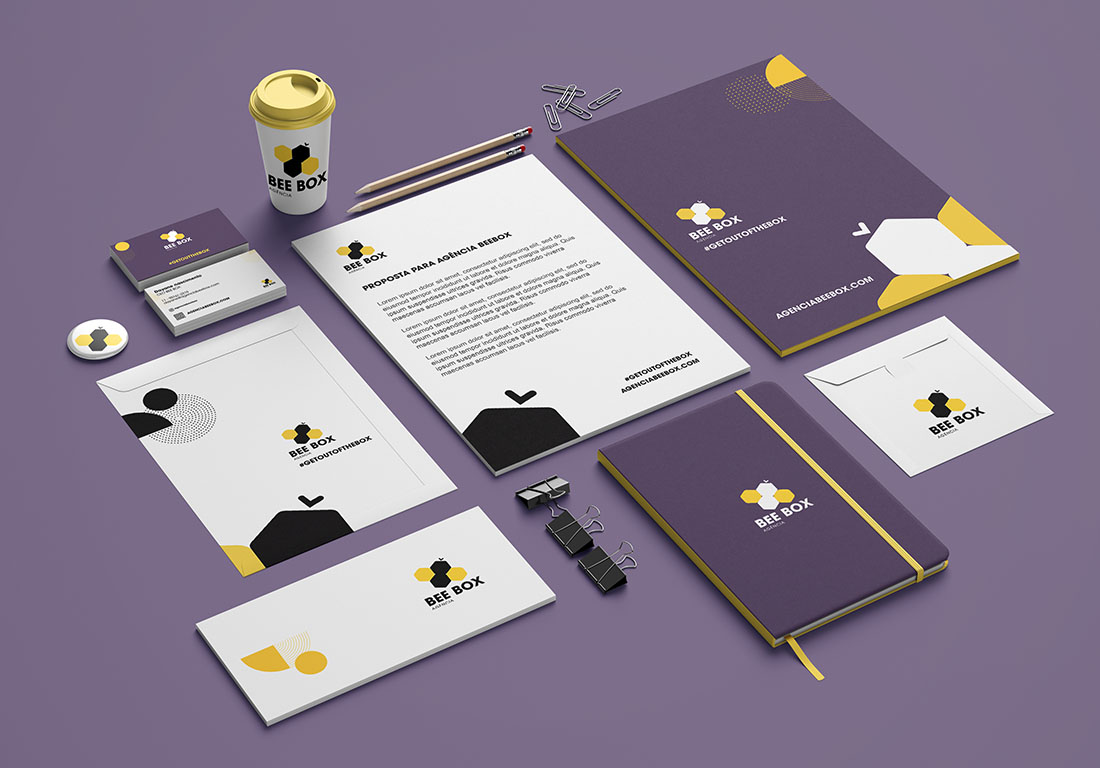 BEE BOX
AGÊNCIA
BEE BOX
#GETOUTTHEBOX
AGENCIABEEBOX.COM
BEE BOX
AGÊNCIA
PROPOSTA PARA AGÊNCIA BEEBOX
Lorem ipsum dolor sit amet, consectetur adipiscing elit, sed do
eiusmod tempor incididunt ut labore et dolore magna aliqua. Quis
ipsum suspendisse ultrices gravida. Risus commodo viverra
maecenas accumsan lacus vel facilisis.
Lorem ipsum dolor sit amet, consectetur adipiscing elit, sed do
eiusmod tempor incididunt ut labore et dolore magna aliqua. Quis
ipsum suspendisse ultrices gravida. Risus commodo viverra
maecenas accumsan lacus vel facilisis.
Lorem ipsum dolor sit amet, consectetur adipiscing elit, sed do
eiusmod tempor incididunt ut labore et dolore magna aliqua. Quis
ipsum suspendisse ultrices gravida. Risus commodo viverra
maecenas accumsan lacus vel facilisis.
#GETOUTOFTHEBOX
AGENCIABEEBOX.COM
BEE BOX
AGÊNCIA
#GETOUTOFTHEBOX
AGENCIABEEBOX.COM
BEE BOX
AGÊNCIA
#GETOUTOFTHEBOX
BEE BOX
AGÊNCIA
BEE BOX
AGÊNCIA
BEE BOX
AGÊNCIA